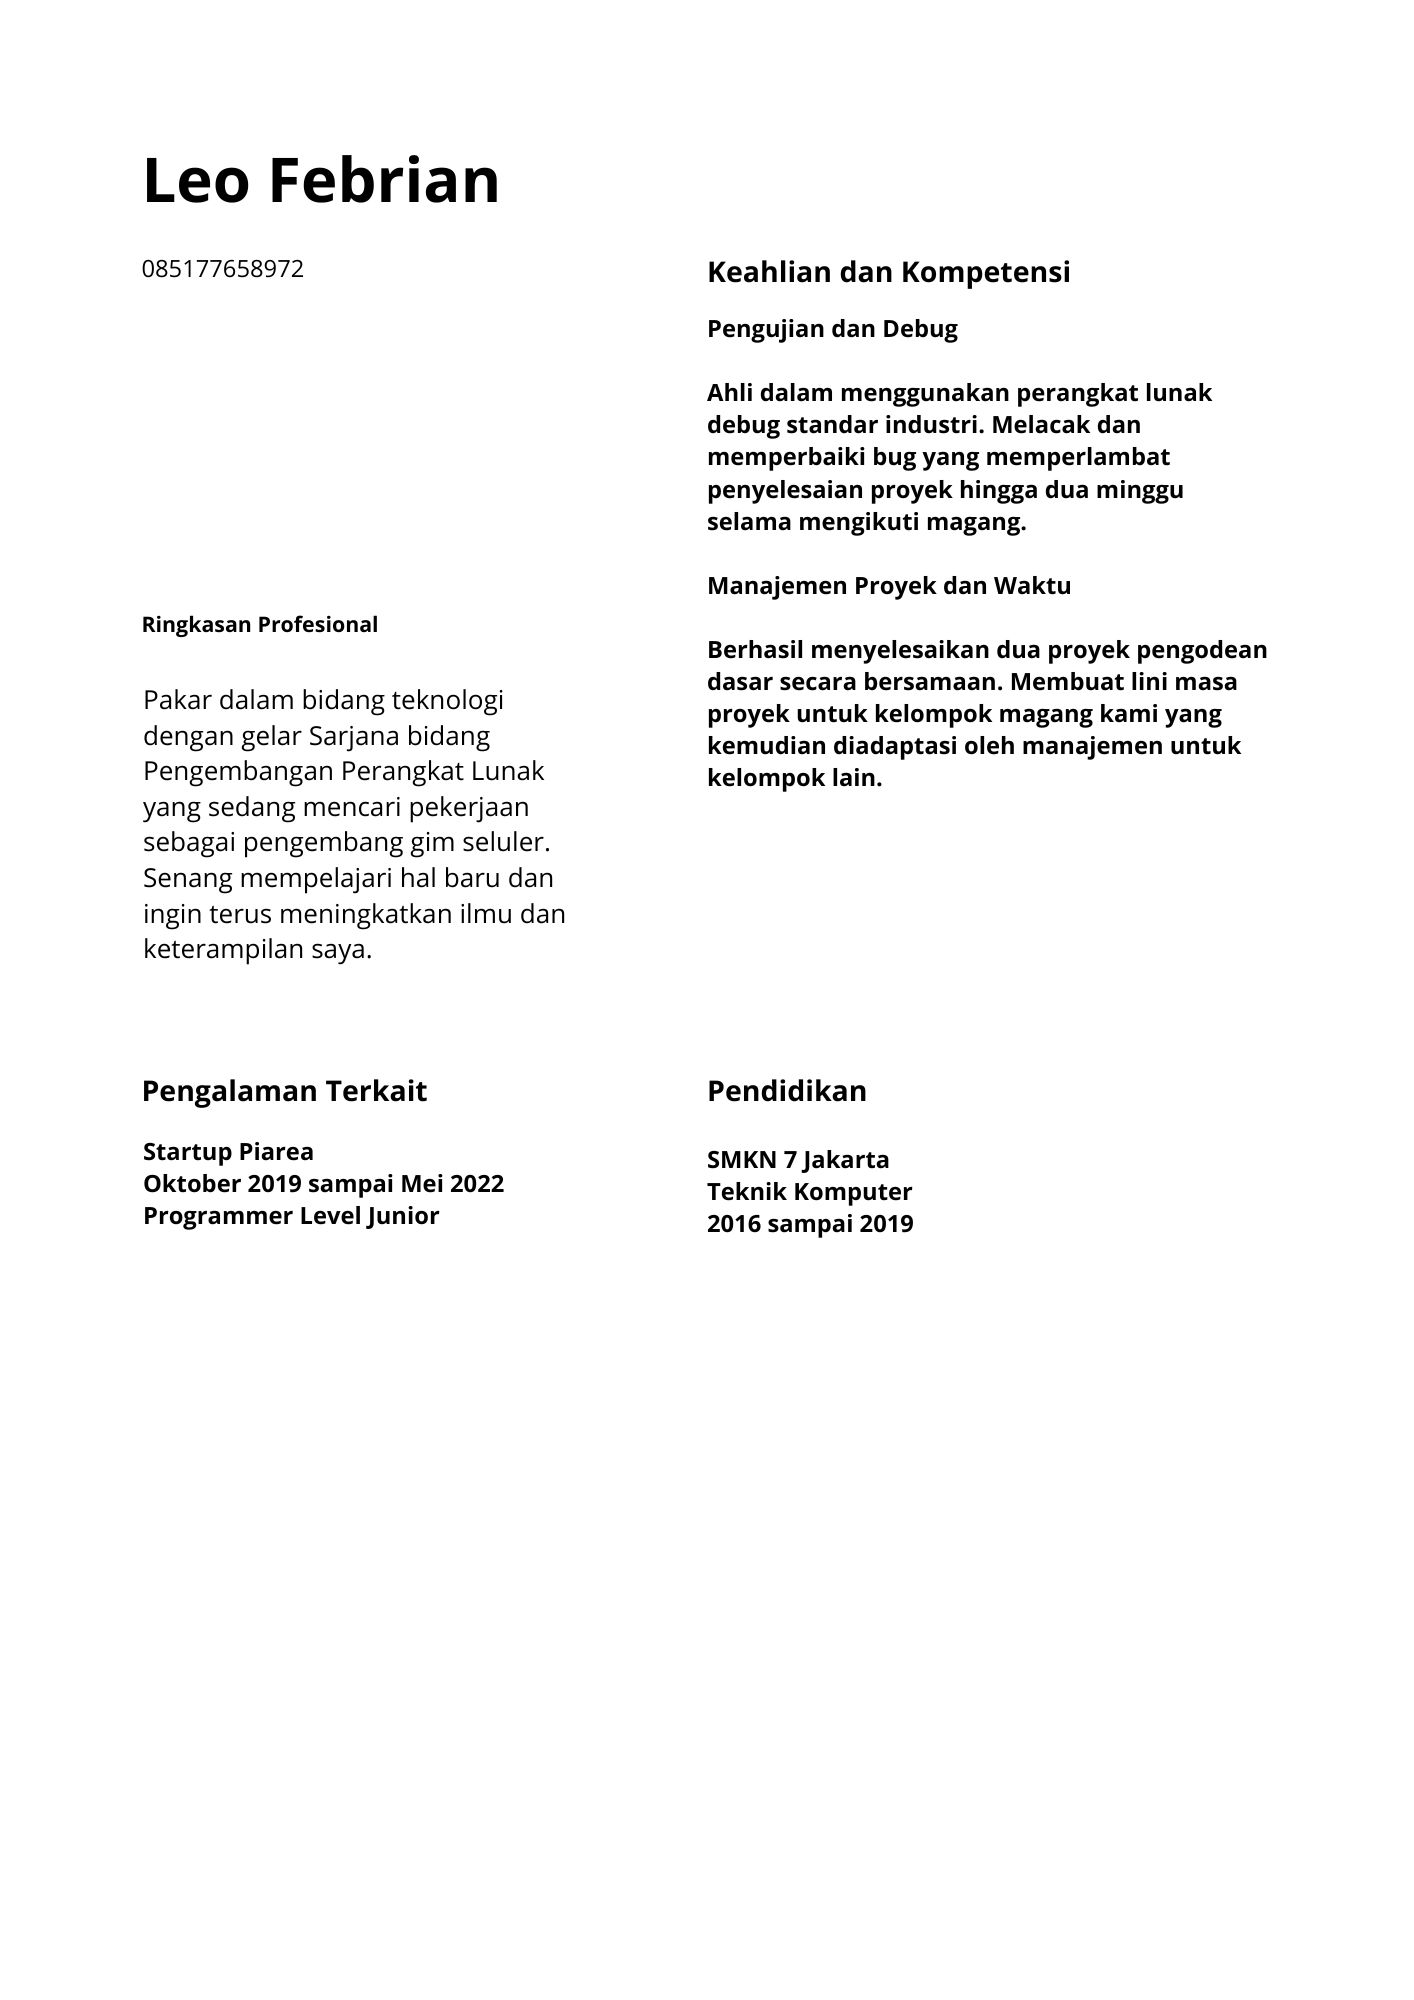 Leo Febrian
085177658972
Ringkasan Profesional
Pakar dalam bidang teknologi
dengan gelar Sarjana bidang
Pengembangan Perangkat Lunak
yang sedang mencari pekerjaan
sebagai pengembang gim seluler.
Senang mempelajari hal baru dan
ingin terus meningkatkan ilmu dan
keterampilan saya.
Keahlian dan Kompetensi
Pengujian dan Debug
Ahli dalam menggunakan perangkat lunak
debug standar industri. Melacak dan
memperbaiki bug yang memperlambat
penyelesaian proyek hingga dua minggu
selama mengikuti magang.
Manajemen Proyek dan Waktu
Berhasil menyelesaikan dua proyek pengodean
dasar secara bersamaan. Membuat lini masa
proyek untuk kelompok magang kami yang
kemudian diadaptasi oleh manajemen untuk
kelompok lain.
Pengalaman Terkait
Startup Piarea
Oktober 2019 sampai Mei 2022
Programmer Level Junior
Pendidikan
SMKN 7 Jakarta
Teknik Komputer
2016 sampai 2019